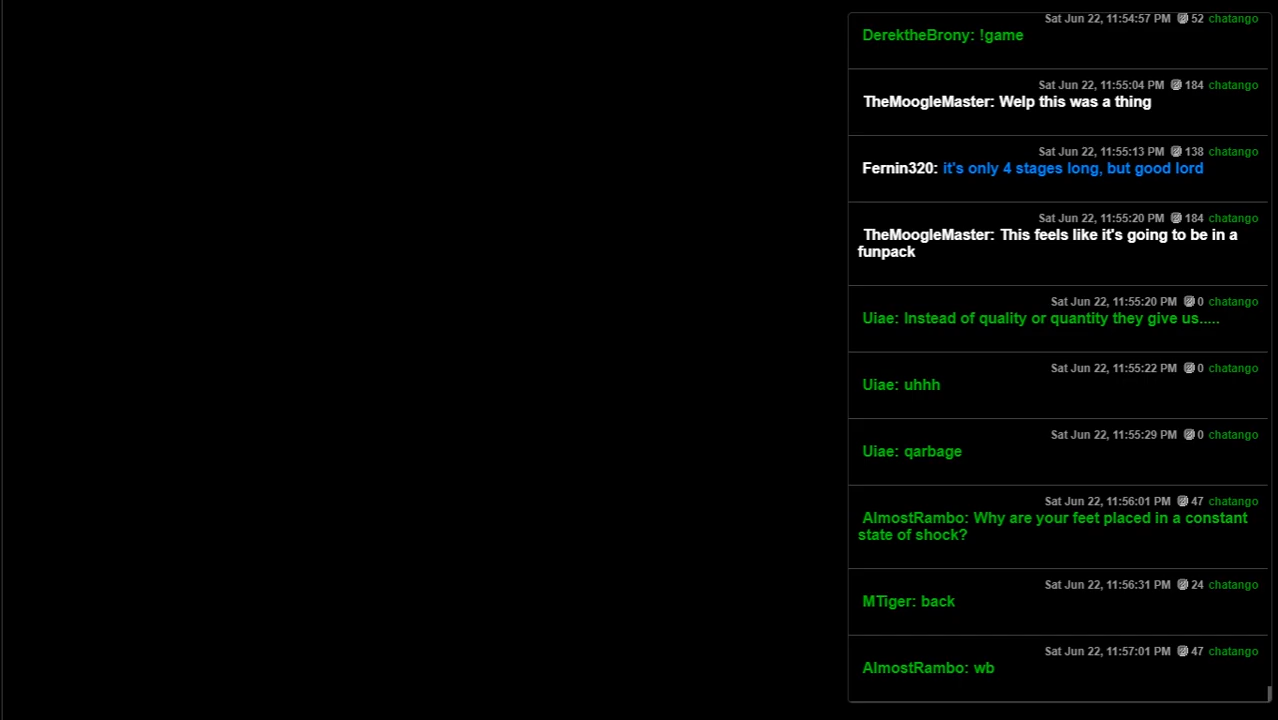 Sat Jun 22, 11:54:57 PM 52 chatango
DerektheBrony: !game
Sat Jun 22, 11:55:04 PM 184 chatango
TheMoogleMaster: Welp this was a thing
Sat Jun 22, 11:55:13 PM 138 chatango
Fernin320: it's only 4 stages long, but good lord
Sat Jun 22, 11:55:20 PM 184 chatango
TheMoogleMaster: This feels like it's going to be in a
funpack
Sat Jun 22, 11:55:20 PM 0 chatango
Uiae: Instead of quality or quantity they give us.....
Sat Jun 22, 11:55:22 PM 0 chatango
Uiae: uhhh
Sat Jun 22, 11:55:29 PM 0 chatango
Uiae: qarbage
Sat Jun 22, 11:56:01 PM 47 chatango
AlmostRambo: Why are your feet placed in a constant
state of shock?
Sat Jun 22, 11:56:31 PM 24 chatango
MTiger: back
Sat Jun 22, 11:57:01 PM 47 chatango
AlmostRambo: wb